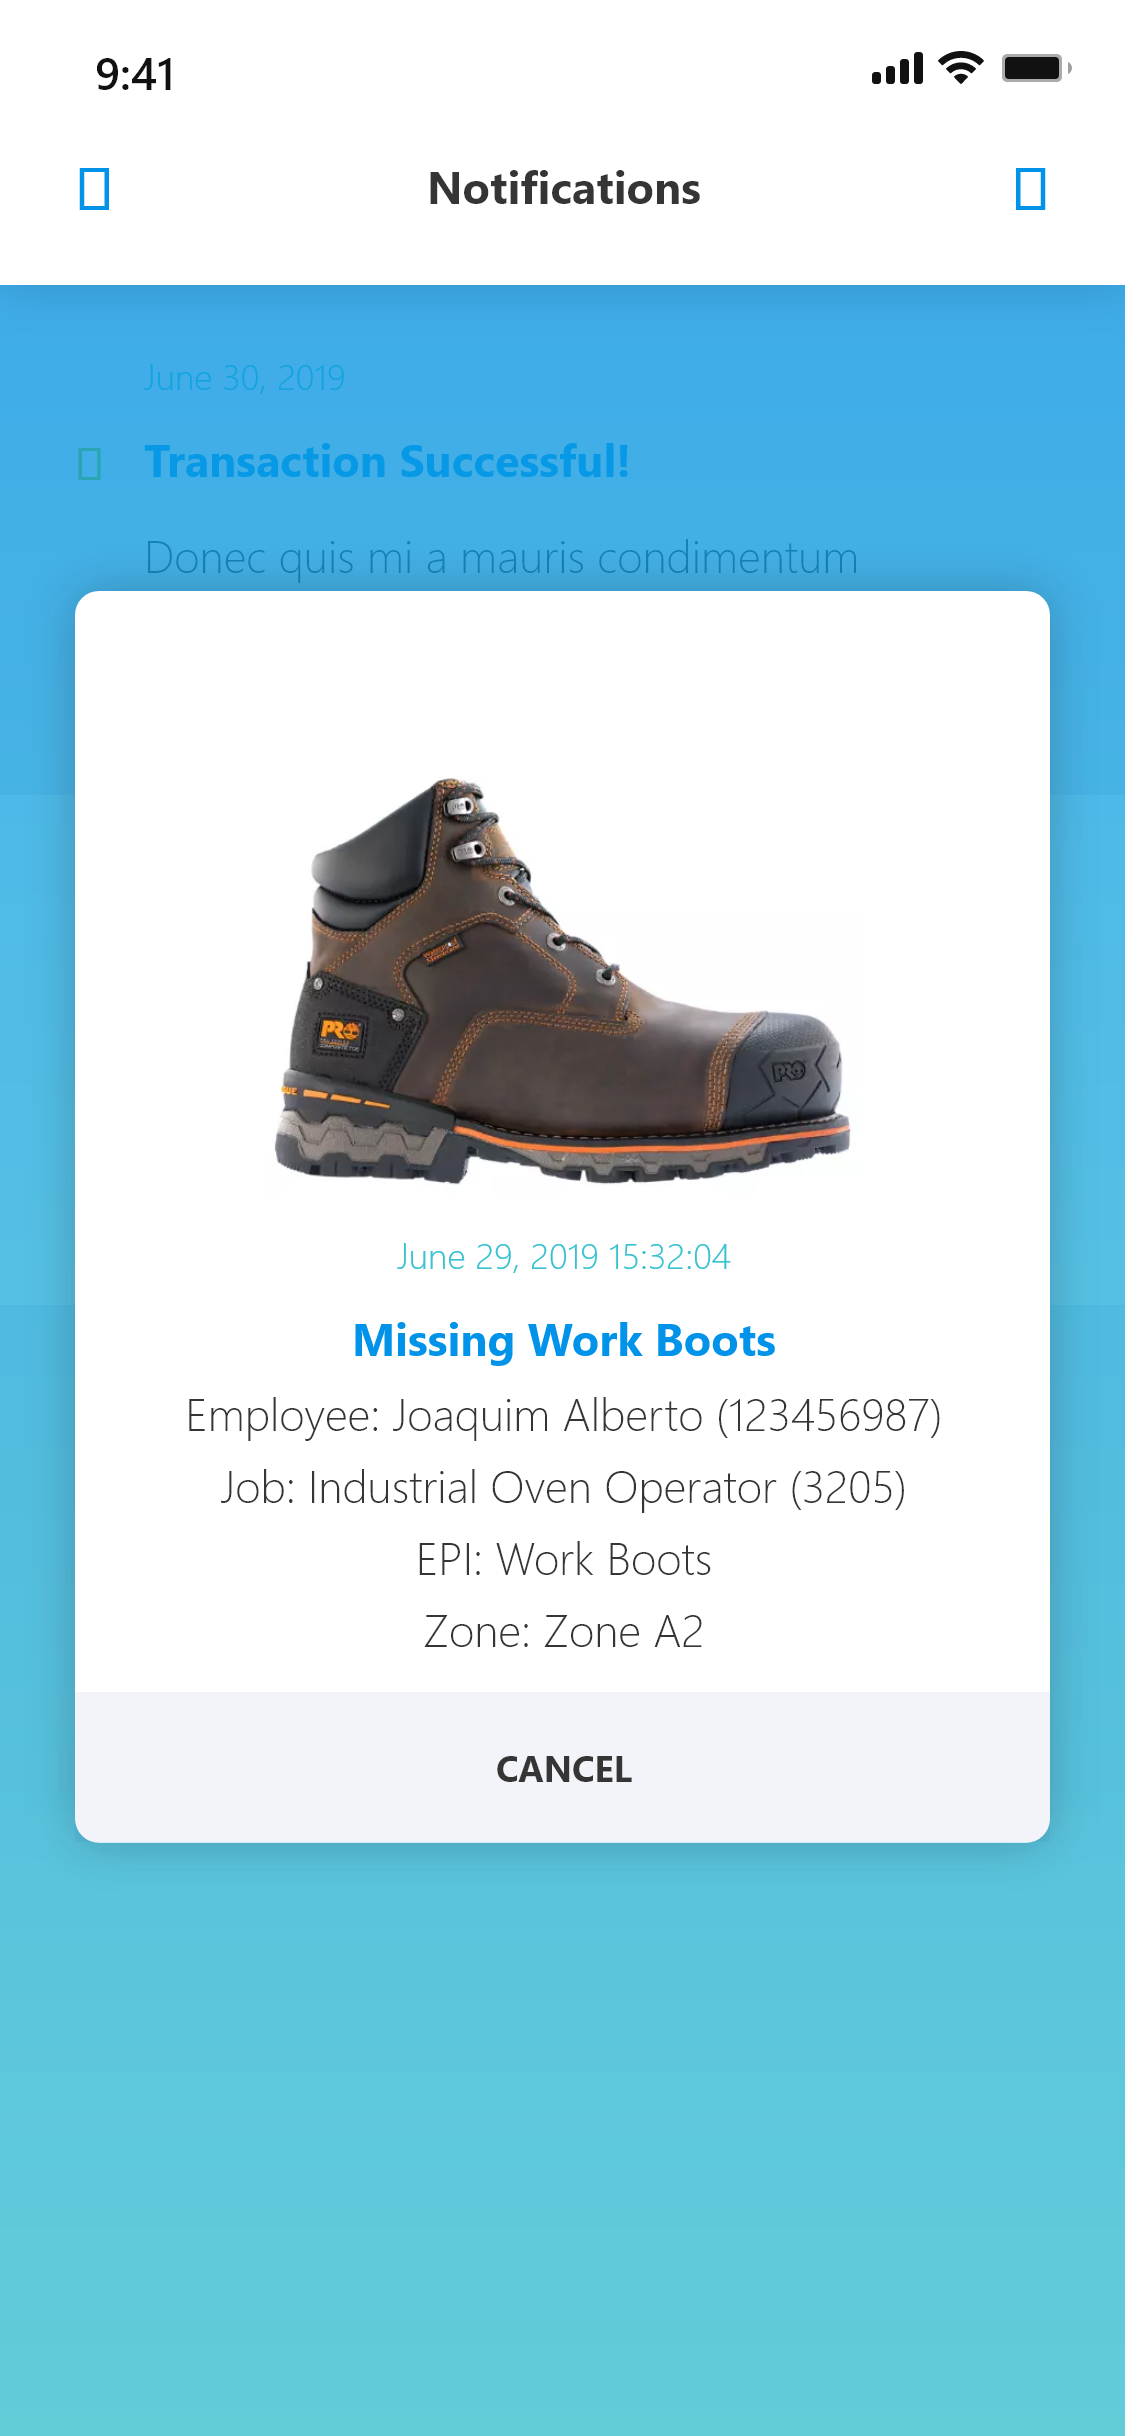 9:41
Notifications
June 30, 2019
Transaction Successful!
Donec quis mi a mauris condimentum
PRO
PRO
June 29, 2019 15:32:04
Missing Work Boots
Employee: Joaquim Alberto (123456987)
Job: Industrial Oven Operator (3205)
EPI: Work Boots
Zone: Zone A2
CANCEL